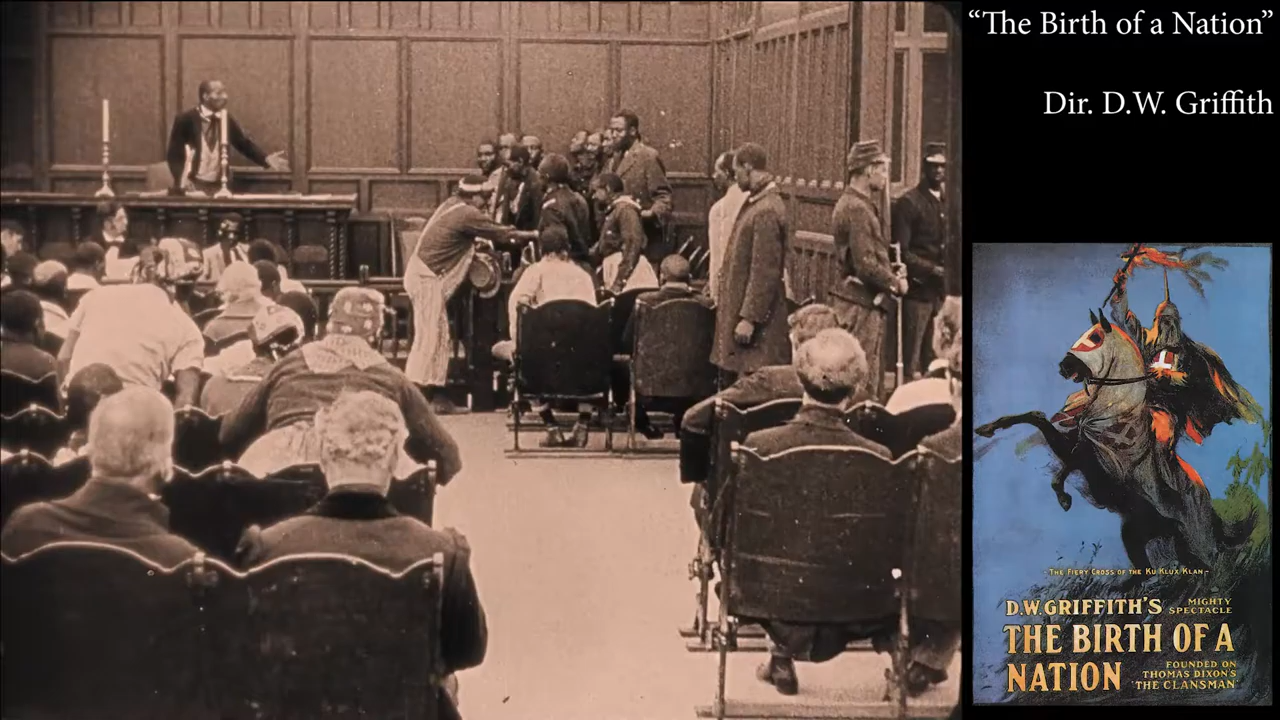 “The Birth of a Nation”
Dir. D.W. Griffith
-THE FIERY CROSS OF THE KU KLUX KLAN-
D.W.GRIFFITH'S MIGHTY SPECTACLE
THE BIRTH OF A
NATION FOUNDED ON
THOMAS DIXON'S
THE CLANSMAN